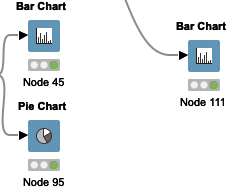 Bar Chart
Node 45
Pie Chart
Node 95
Bar Chart
Node 111